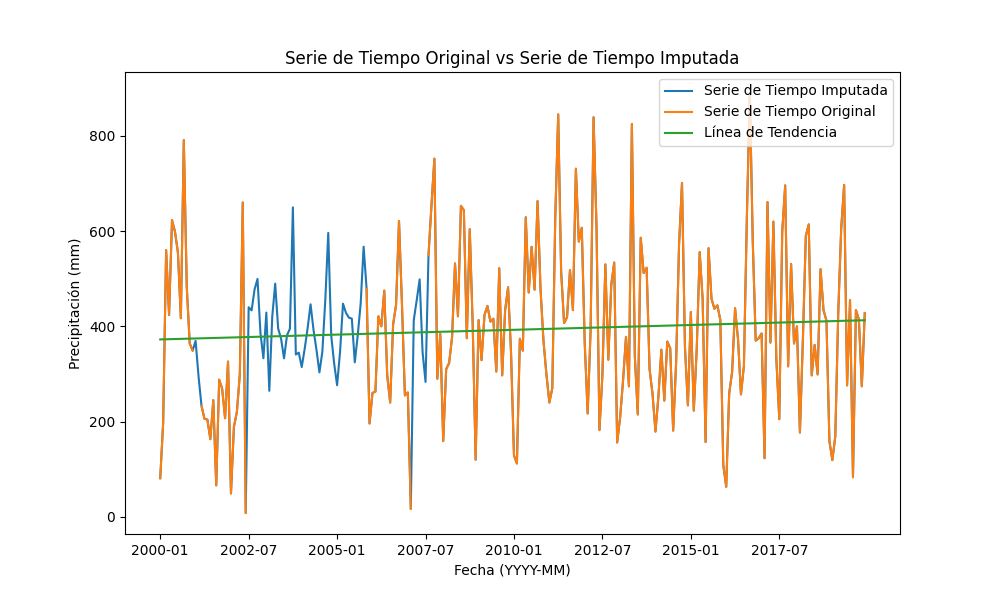 Serie de Tiempo Original vs Serie de Tiempo Imputada
Serie de Tiempo Imputada
Serie de Tiempo Original
Línea de Tendencia
Precipitación (mm)
800
600
400
200
0
2000-01 2002-07 2005-01 2007-07 2010-01 2012-07 2015-01 2017-07
Fecha (YYYY-MM)